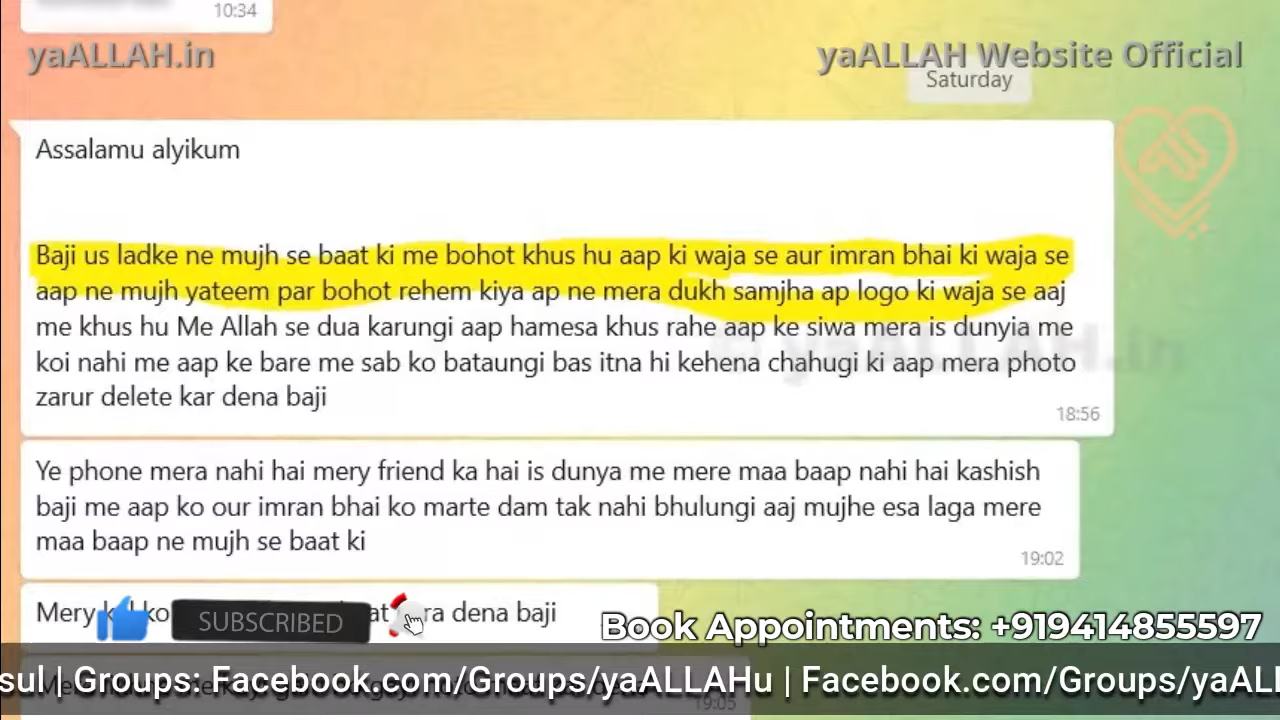 10:34
yaALLAH.in
yaALLAH Website Official
Saturday
Assalamu alyikum
Baji us ladke ne mujh se baat ki me bohot khus hu aap ki waja se aur imran bhai ki waja se
aap ne mujh yateem par bohot rehem kiya ap ne mera dukh samjha ap logo ki waja se aaj
me khus hu Me Allah se dua karungi aap hamesa khus rahe aap ke siwa mera is dunyia me
koi nahi me aap ke bare me sab ko bataungi bas itna hi kehena chahugi ki aap mera photo
zarur delete kar dena baji
18:56
Ye phone mera nahi hai mery friend ka hai is dunya me mere maa baap nahi hai kashish
baji me aap ko our imran bhai ko marte dam tak nahi bhulungi aaj mujhe esa laga mere
maa baap ne mujh se baat ki
19:02
Mery dena baji
SUBSCRIBED
Book Appointments: +919414855597
sul | Groups: Facebook.com/Groups/yaALLAHu | Facebook.com/Groups/yaALL
19:05